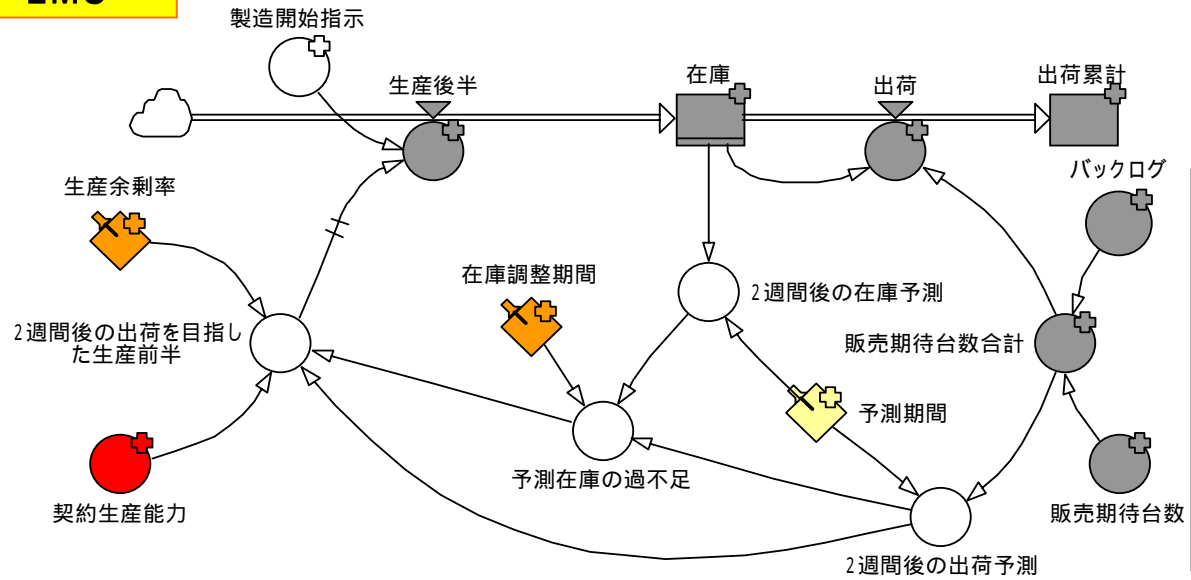 EMS
製造開始指示
生産後半
在庫
出荷
出荷累計
バックログ
生産余剰率
在庫調整期間
2週間後の在庫予測
2週間後の出荷を目指し
た生産前半
販売期待台数合計
予測期間
予測在庫の過不足
契約生産能力
販売期待台数
2週間後の出荷予測